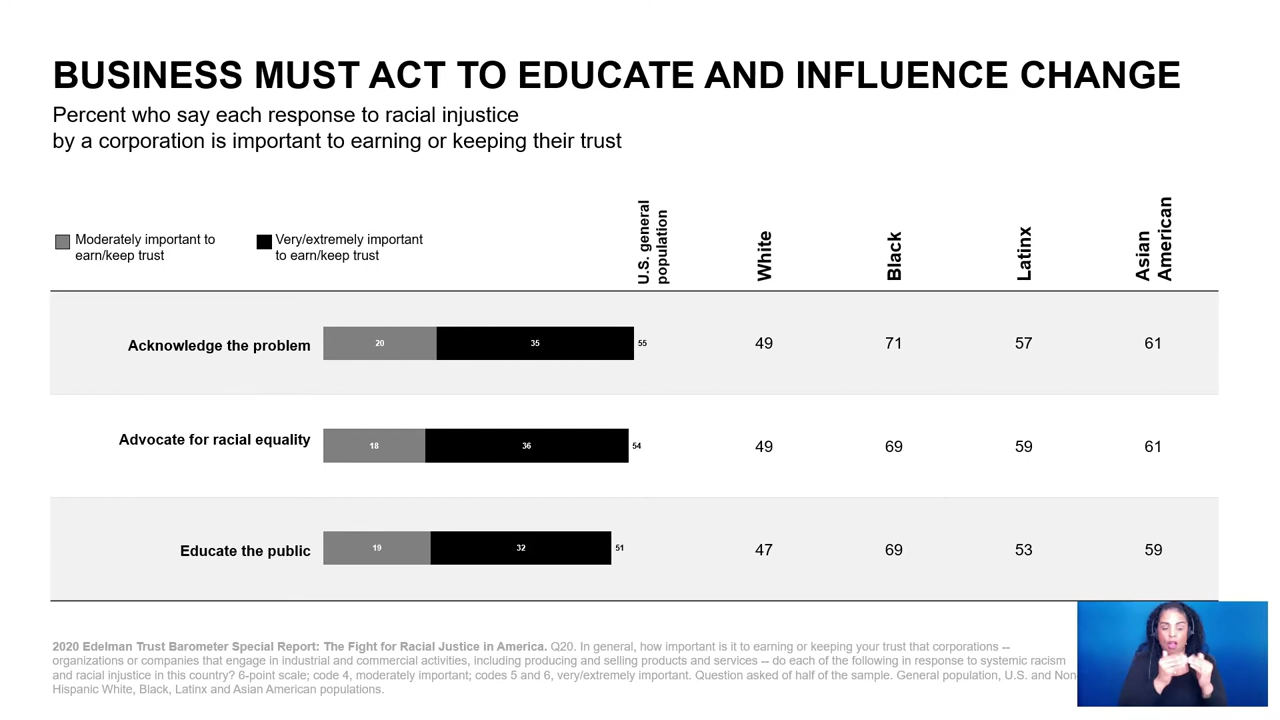 BUSINESS MUST ACT TO EDUCATE AND INFLUENCE CHANGE
Percent who say each response to racial injustice
by a corporation is important to earning or keeping their trust
Moderately important to
earn/keep trust
Very/extremely important
to earn/keep trust
U.S. general
population
White
Black
Latinx
Asian
American
Acknowledge the problem 20 35 55 49 71 57 61
Advocate for racial equality 18 36 54 49 69 59 61
Educate the public 19 32 51 47 69 53 59
2020 Edelman Trust Barometer Special Report: The Fight for Racial Justice in America. Q20. In general, how important is it to earning or keeping your trust that corporations --
organizations or companies that engage in industrial and commercial activities, including producing and selling products and services -- do each of the following in response to systemic racism
and racial injustice in this country? 6-point scale; code 4, moderately important; codes 5 and 6, very/extremely important. Question asked of half of the sample. General population, U.S. and Non-
Hispanic White, Black, Latinx and Asian American populations.